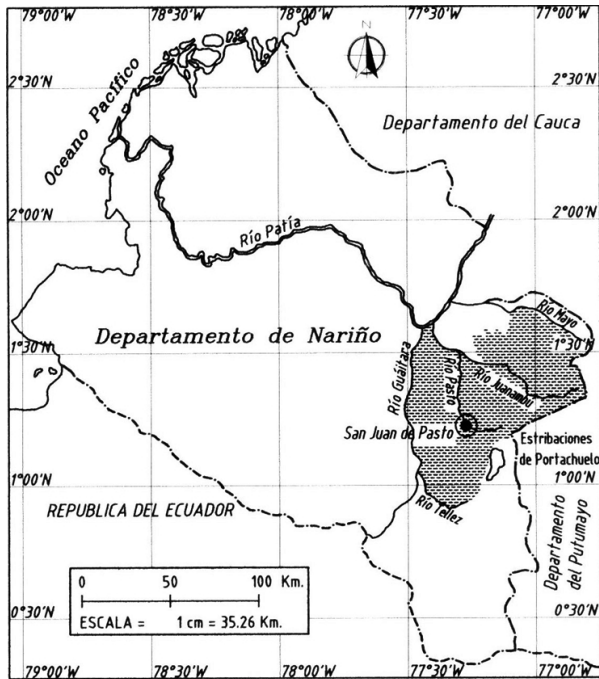 79°00'W 78°30'W 78°00'W 77°30'W 77°00'W
2°30'N 2°30'N
Oceano Pacífico
Departamento del Cauca
2°00'N 2°00'N
Río Patía
Río Mayo
Departamento de Nariño
1°30'N 1°30'N
Río Guáitara
Río Pasto
Río Juanambú
San Juan de Pasto
Estribaciones
de Portachuelo
1°00'N 1°00'N
REPUBLICA DEL ECUADOR
Río Tellez
Departamento
del Putumayo
0 50 100 Km.
ESCALA = 1 cm = 35.26 Km.
0°30'N 0°30'N
79°00'W 78°30'W 78°00'W 77°30'W 77°00'W